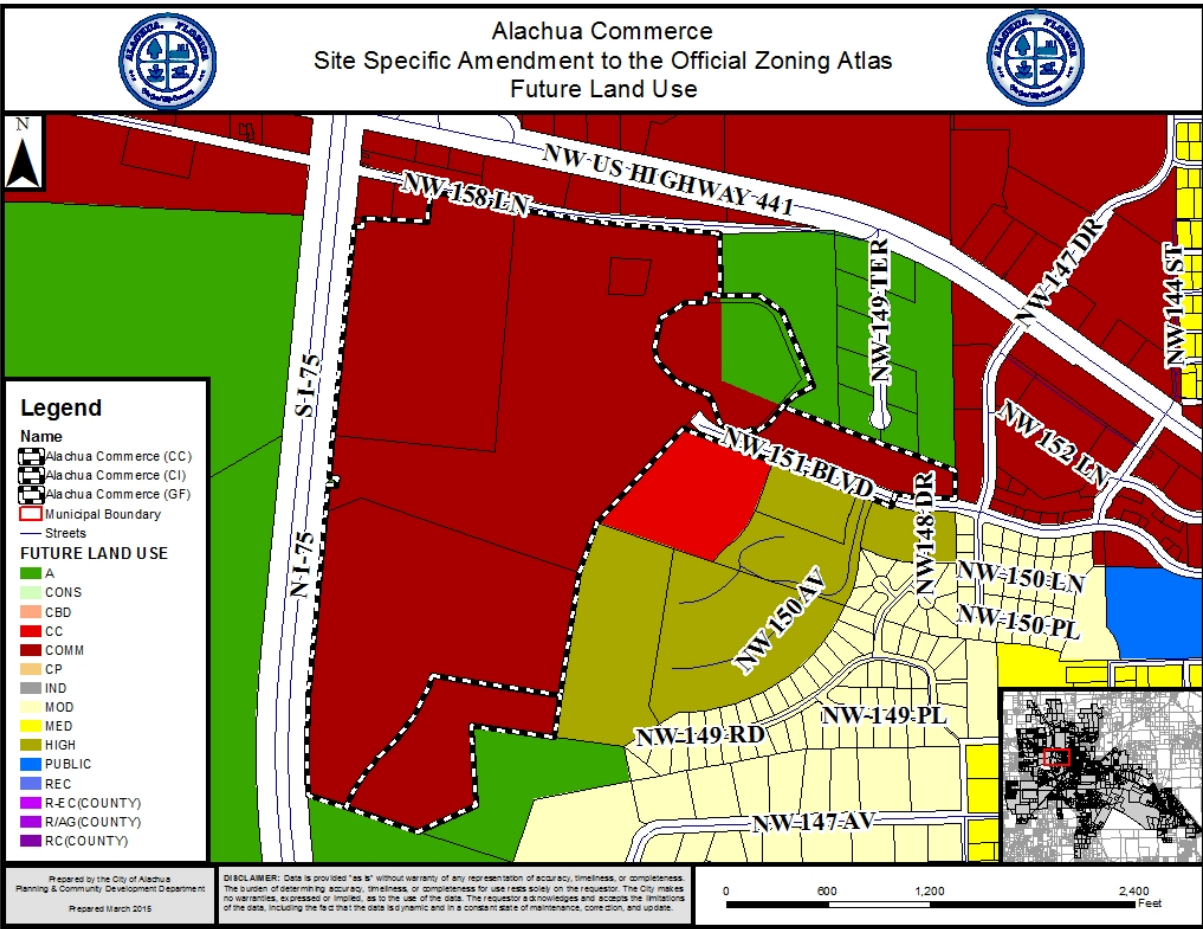 Alachua Commerce
Site Specific Amendment to the Official Zoning Atlas
Future Land Use
ALACHUA, FLORIDA
ALACHUA, FLORIDA
N
NW US HIGHWAY 441
NW 158 LN
NW 149 TER
NW 147 DR
NW 144 ST
S I-75
N I-75
NW 151 BLVD
NW 152 LN
NW 148 DR
NW 150 LN
NW 150 PL
NW 150 AV
NW 149 PL
NW 149 RD
NW 147 AV
Legend
Name
Alachua Commerce (CC)
Alachua Commerce (CI)
Alachua Commerce (GF)
Municipal Boundary
Streets
FUTURE LAND USE
A
CONS
CBD
CC
COMM
CP
IND
MOD
MED
HIGH
PUBLIC
REC
R-EC(COUNTY)
R/AG(COUNTY)
RC(COUNTY)
Prepared by the City of Alachua
Planning & Community Development Department
Prepared March 2015
DISCLAIMER: Data is provided "as is" without warranty of any representation of accuracy, timeliness, or completeness.
The burden of determining accuracy, timeliness, or completeness for use rests solely on the requestor. The City makes
no warranties, expressed or implied, as to the use of the data. The requestor acknowledges and accepts the limitations
of the data, including the fact that the data is dynamic and in a constant state of maintenance, correction, and update.
0 600 1,200 2,400
Feet